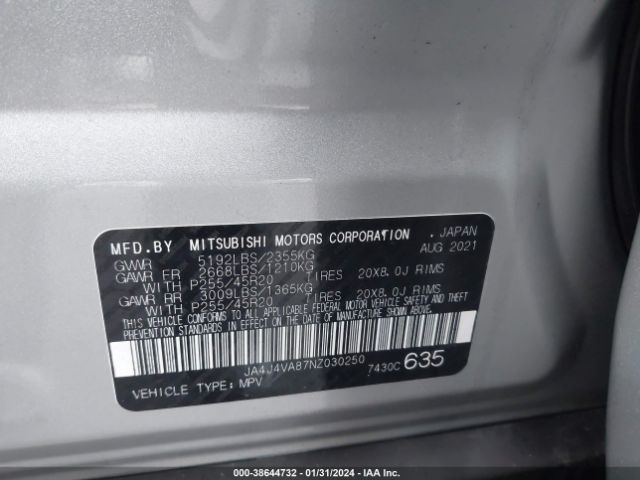 MFD.BY MITSUBISHI MOTORS CORPORATION . JAPAN
GVWR 5192LBS/2355KG AUG 2021
GAWR FR 2668LBS/1210KG
WITH P255/45R20 TIRES 20X8.0J RIMS
GAWR RR 3009LBS/1365KG
WITH P255/45R20 TIRES 20X8.0J RIMS
THIS VEHICLE CONFORMS TO ALL APPLICABLE FEDERAL MOTOR VEHICLE SAFETY AND THEFT
PREVENTION STANDARDS IN EFFECT ON THE DATE OF MANUFACTURE SHOWN ABOVE.
JA4J4VA87NZ030250 7430C 635
VEHICLE TYPE: MPV
000-38644732 - 01/31/2024 - IAA Inc.